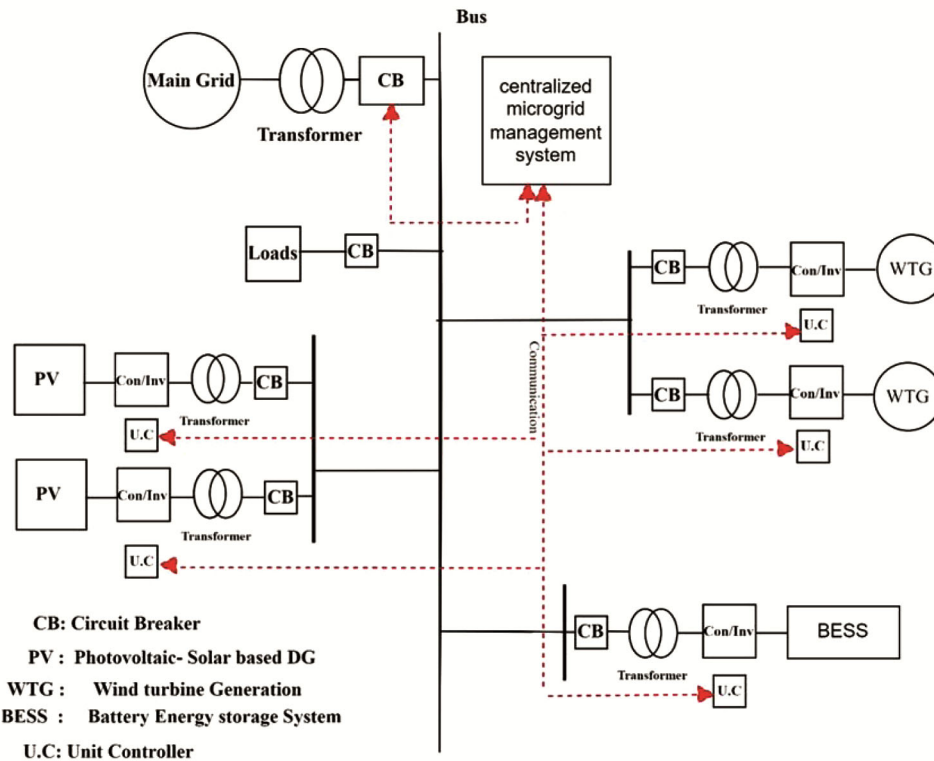 Bus
Main Grid
CB
Transformer
centralized
microgrid
management
system
Loads
CB
CB
Con/Inv
WTG
Transformer
U.C
Communication
PV
Con/Inv
CB
Transformer
U.C
CB
Con/Inv
WTG
Transformer
U.C
PV
Con/Inv
CB
Transformer
U.C
CB
Con/Inv
BESS
Transformer
U.C
CB: Circuit Breaker
PV : Photovoltaic- Solar based DG
WTG : Wind turbine Generation
BESS : Battery Energy storage System
U.C: Unit Controller